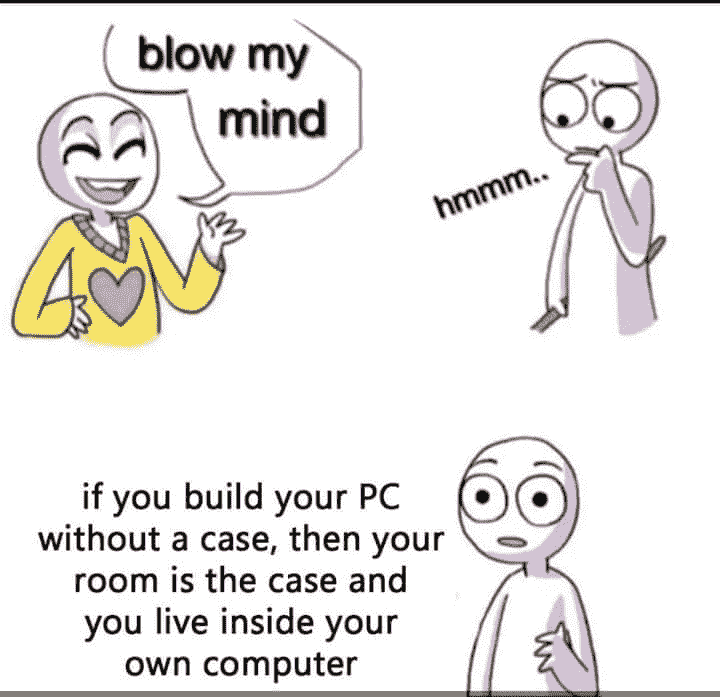 blow my
mind
hmmm..
if you build your PC
without a case, then your
room is the case and
you live inside your
own computer